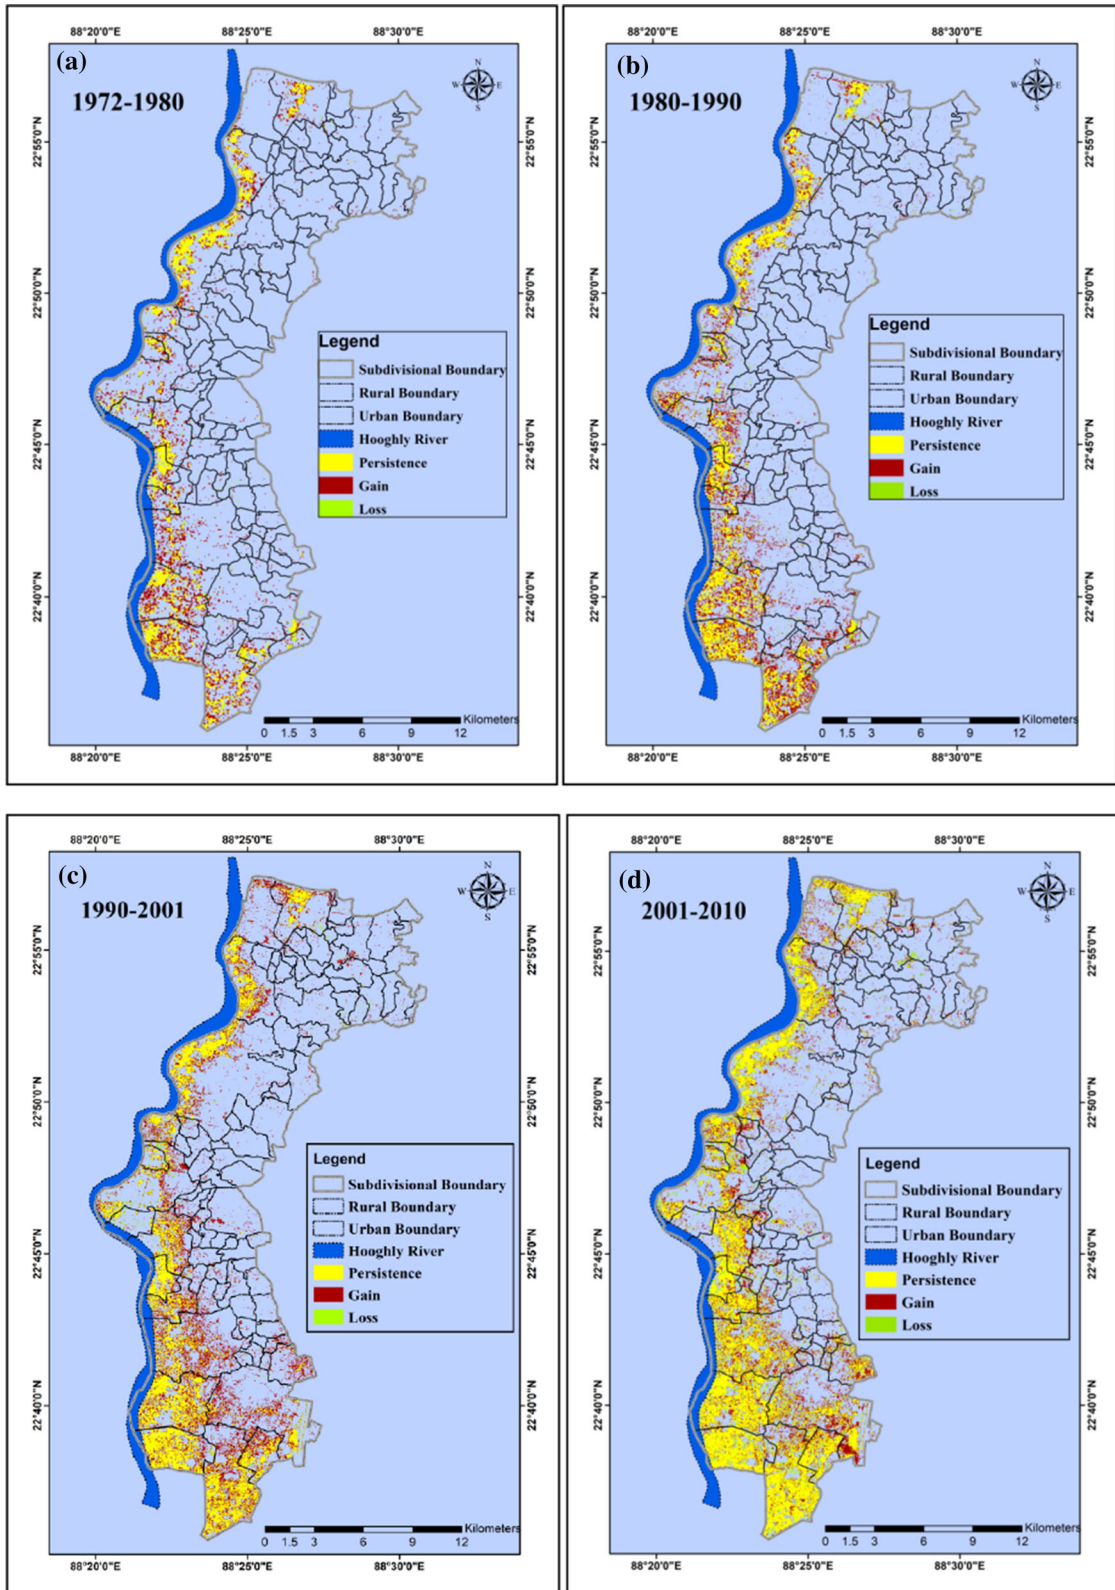 88°20'0"E 88°25'0"E 88°30'0"E
(a)
1972-1980
N
W E
S
22°55'0"N 22°55'0"N
22°50'0"N 22°50'0"N
22°45'0"N 22°45'0"N
22°40'0"N 22°40'0"N
Legend
Subdivisional Boundary
Rural Boundary
Urban Boundary
Hooghly River
Persistence
Gain
Loss
Kilometers
0 1.5 3 6 9 12
88°20'0"E 88°25'0"E 88°30'0"E
88°20'0"E 88°25'0"E 88°30'0"E
(b)
1980-1990
N
W E
S
22°55'0"N 22°55'0"N
22°50'0"N 22°50'0"N
22°45'0"N 22°45'0"N
22°40'0"N 22°40'0"N
Legend
Subdivisional Boundary
Rural Boundary
Urban Boundary
Hooghly River
Persistence
Gain
Loss
Kilometers
0 1.5 3 6 9 12
88°20'0"E 88°25'0"E 88°30'0"E
88°20'0"E 88°25'0"E 88°30'0"E
(c)
1990-2001
N
W E
S
22°55'0"N 22°55'0"N
22°50'0"N 22°50'0"N
22°45'0"N 22°45'0"N
22°40'0"N 22°40'0"N
Legend
Subdivisional Boundary
Rural Boundary
Urban Boundary
Hooghly River
Persistence
Gain
Loss
Kilometers
0 1.5 3 6 9 12
88°20'0"E 88°25'0"E 88°30'0"E
88°20'0"E 88°25'0"E 88°30'0"E
(d)
2001-2010
N
W E
S
22°55'0"N 22°55'0"N
22°50'0"N 22°50'0"N
22°45'0"N 22°45'0"N
22°40'0"N 22°40'0"N
Legend
Subdivisional Boundary
Rural Boundary
Urban Boundary
Hooghly River
Persistence
Gain
Loss
Kilometers
0 1.5 3 6 9 12
88°20'0"E 88°25'0"E 88°30'0"E